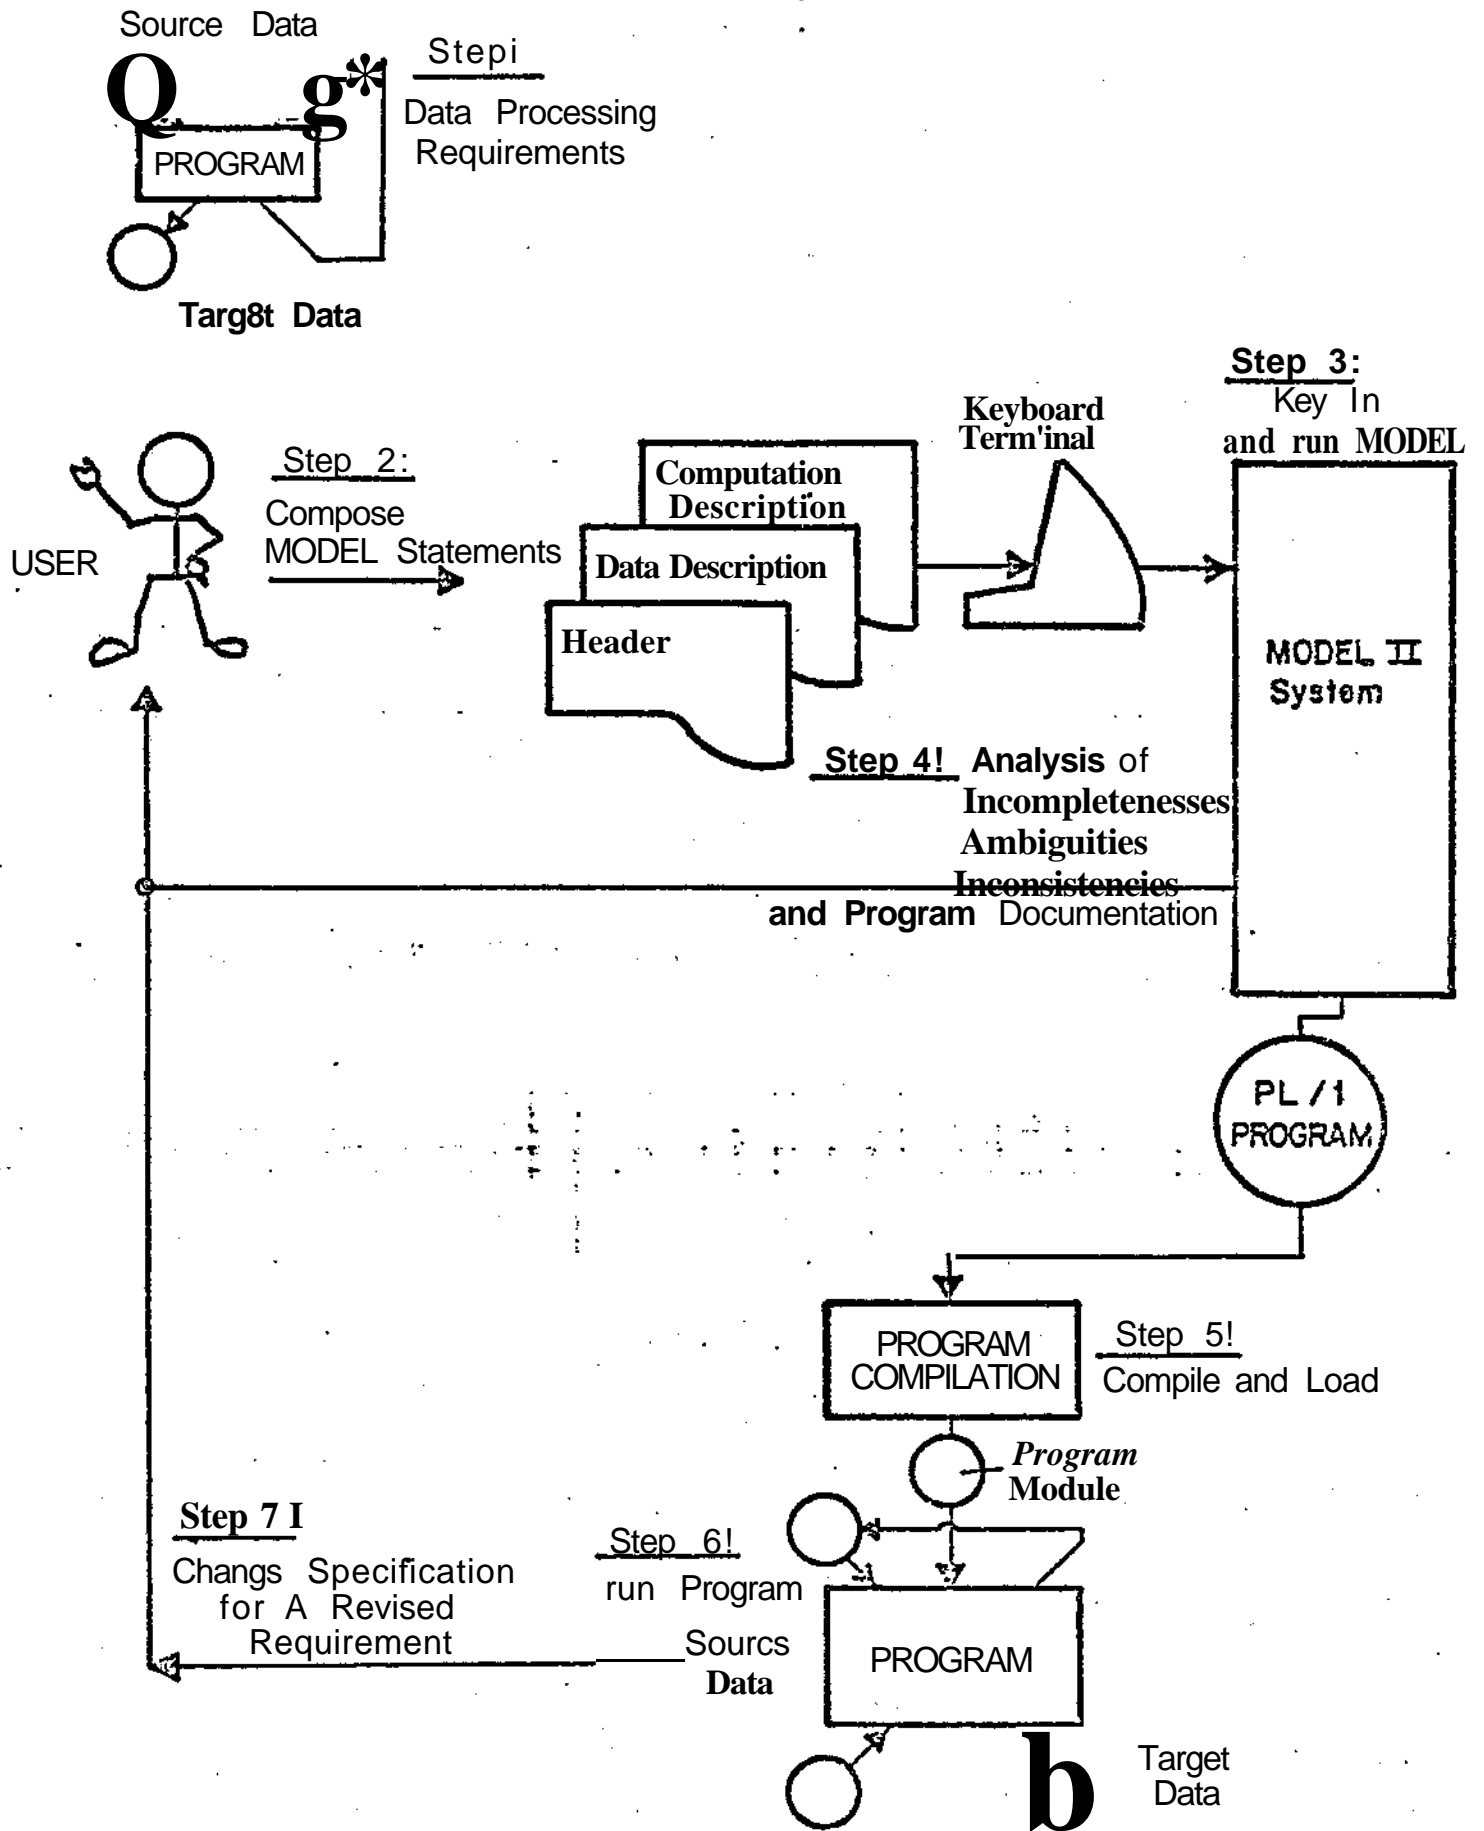 Source Data
Stepi
Q g*
Data Processing
Requirements
PROGRAM
Targ8t Data
Step 3:
Key In
and run MODEL
Keyboard
Term'inal
Step 2:
Compose
MODEL Statements
USER
Computation
Description
Data Description
Header
MODEL II
System
Step 4! Analysis of
Incompletenesses
Ambiguities
Inconsistencies
and Program Documentation
PL/1
PROGRAM
PROGRAM
COMPILATION
Step 5!
Compile and Load
Program
Module
Step 7 I
Changs Specification
for A Revised
Requirement
Step 6!
run Program
Sourcs
Data
PROGRAM
b
Target
Data